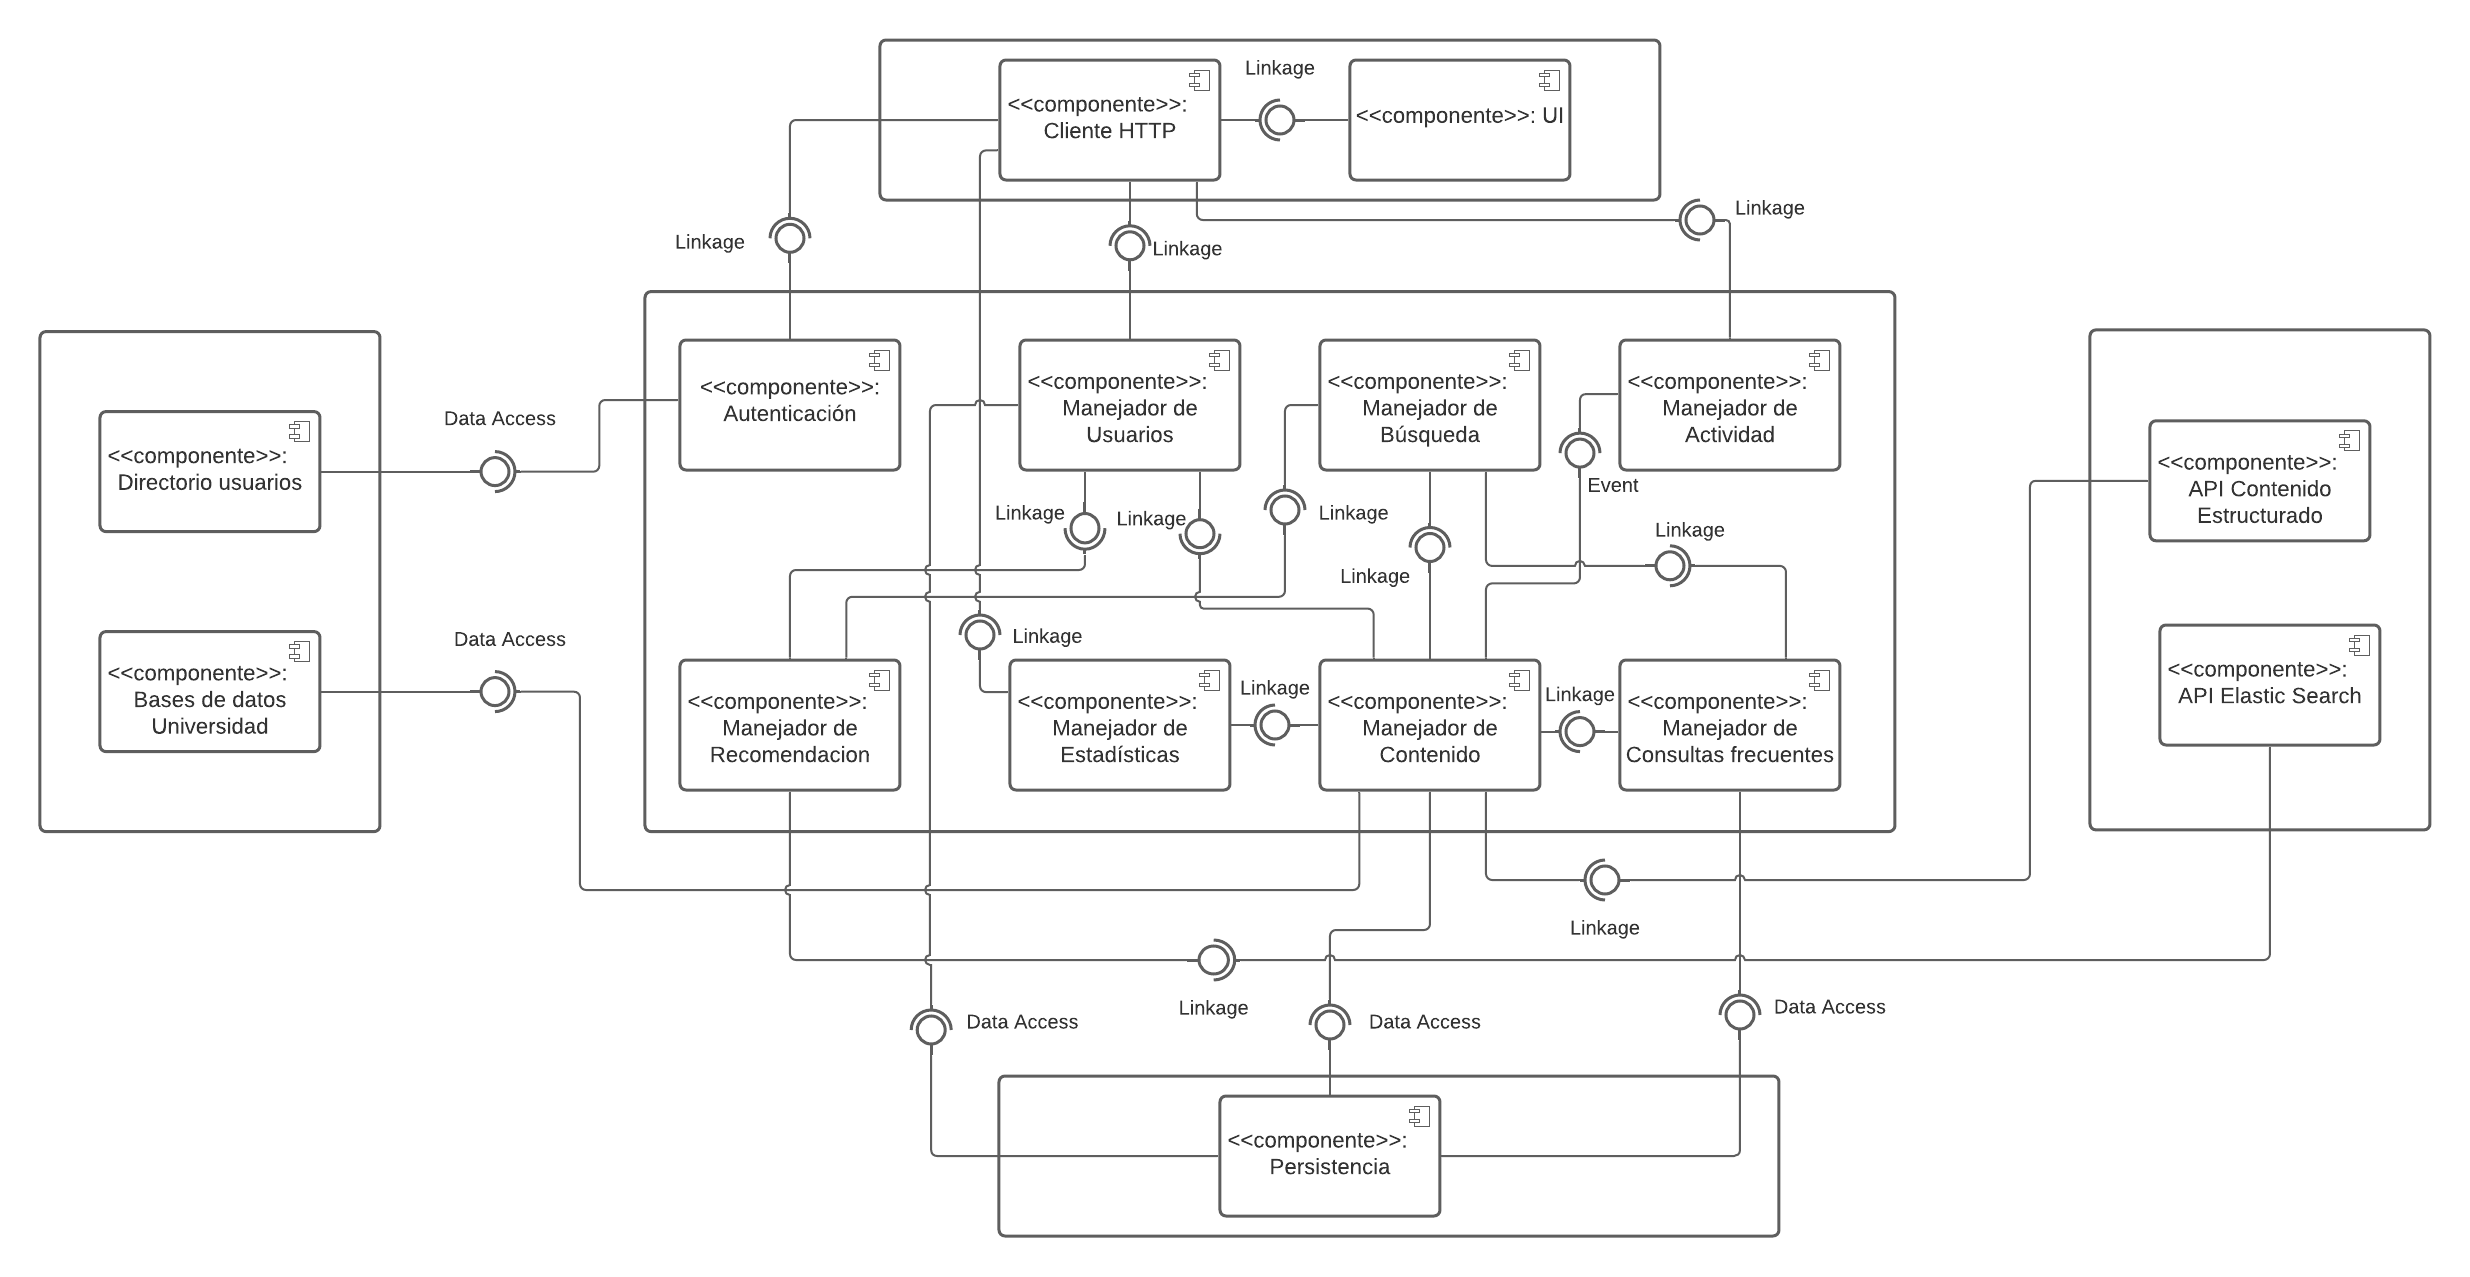 Linkage
<<componente>>:
Cliente HTTP
<<componente>>: UI
Linkage
Linkage
Linkage
<<componente>>:
Autenticación
<<componente>>:
Manejador de
Usuarios
<<componente>>:
Manejador de
Búsqueda
<<componente>>:
Manejador de
Actividad
Data Access
<<componente>>:
Directorio usuarios
<<componente>>:
API Contenido
Estructurado
Event
Linkage
Linkage
Linkage
Linkage
Linkage
Data Access
Linkage
<<componente>>:
Bases de datos
Universidad
<<componente>>:
API Elastic Search
<<componente>>:
Manejador de
Recomendacion
<<componente>>:
Manejador de
Estadísticas
Linkage
<<componente>>:
Manejador de
Contenido
Linkage
<<componente>>:
Manejador de
Consultas frecuentes
Linkage
Linkage
Data Access
Data Access
Data Access
<<componente>>:
Persistencia